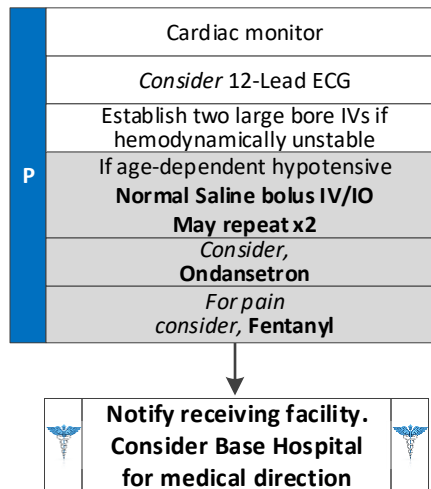 P
Cardiac monitor
Consider 12-Lead ECG
Establish two large bore IVs if
hemodynamically unstable
If age-dependent hypotensive
Normal Saline bolus IV/IO
May repeat x2
Consider,
Ondansetron
For pain
consider, Fentanyl
Notify receiving facility.
Consider Base Hospital
for medical direction